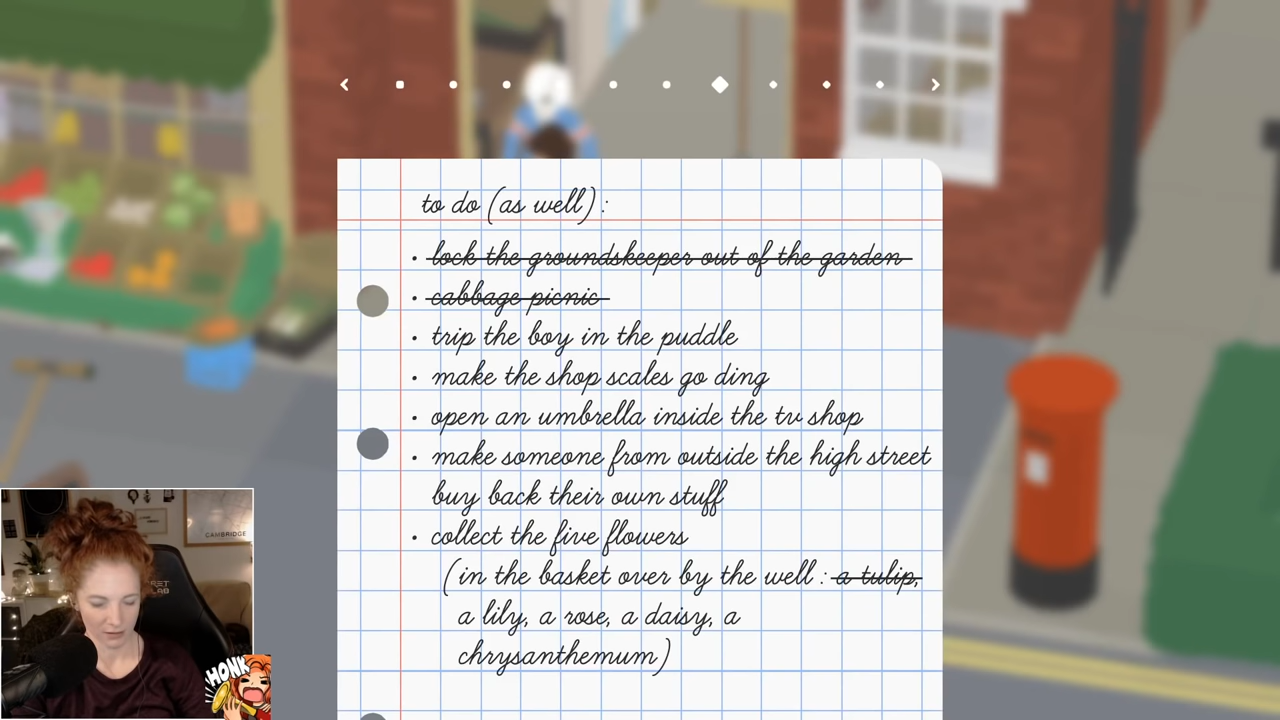 to do (as well) :
• lock the groundskeeper out of the garden
• cabbage picnic
• trip the boy in the puddle
• make the shop scales go ding
• open an umbrella inside the tv shop
• make someone from outside the high street
buy back their own stuff
• collect the five flowers
(in the basket over by the well : a tulip,
a lily, a rose, a daisy, a
chrysanthemum)
CAMBRIDGE
HONK